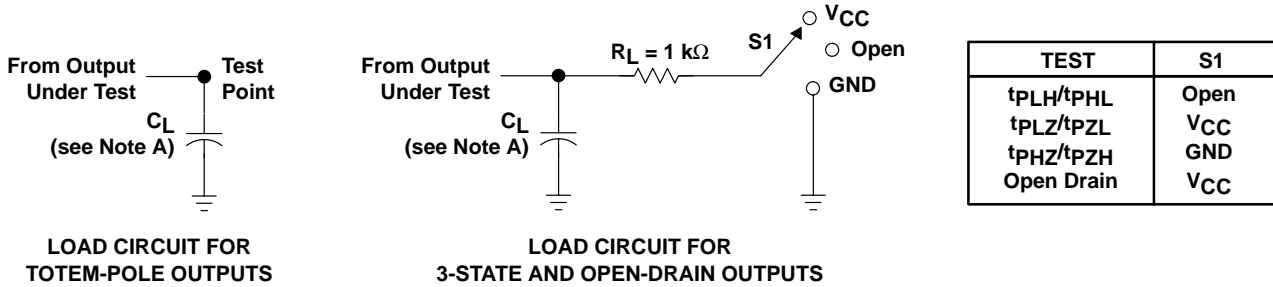 From Output
Under Test
Test
Point
CL
(see Note A)
LOAD CIRCUIT FOR
TOTEM-POLE OUTPUTS
From Output
Under Test
RL = 1 kΩ
S1
VCC
Open
GND
CL
(see Note A)
LOAD CIRCUIT FOR
3-STATE AND OPEN-DRAIN OUTPUTS
TEST S1
tPLH/tPHL Open
tPLZ/tPZL VCC
tPHZ/tPZH GND
Open Drain VCC